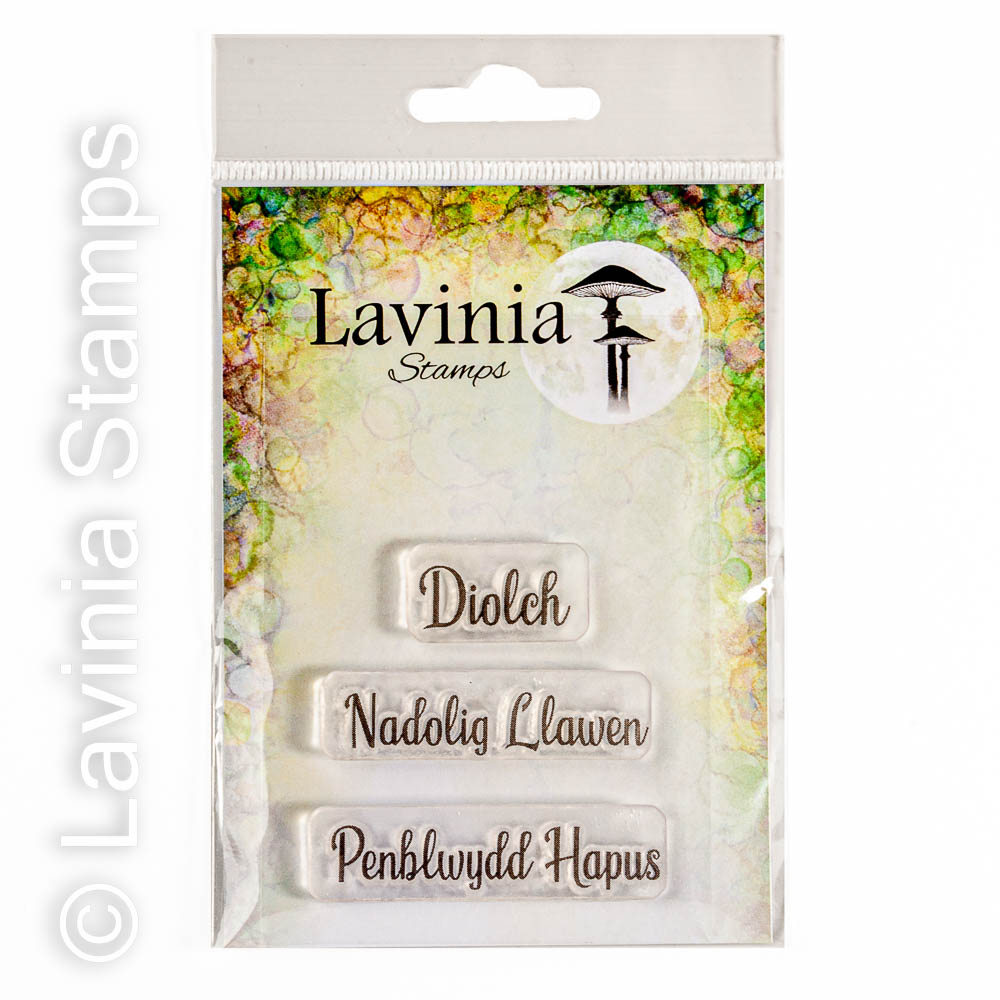 © Lavinia Stamps
Lavinia
Stamps
Diolch
Nadolig Llawen
Penblwydd Hapus